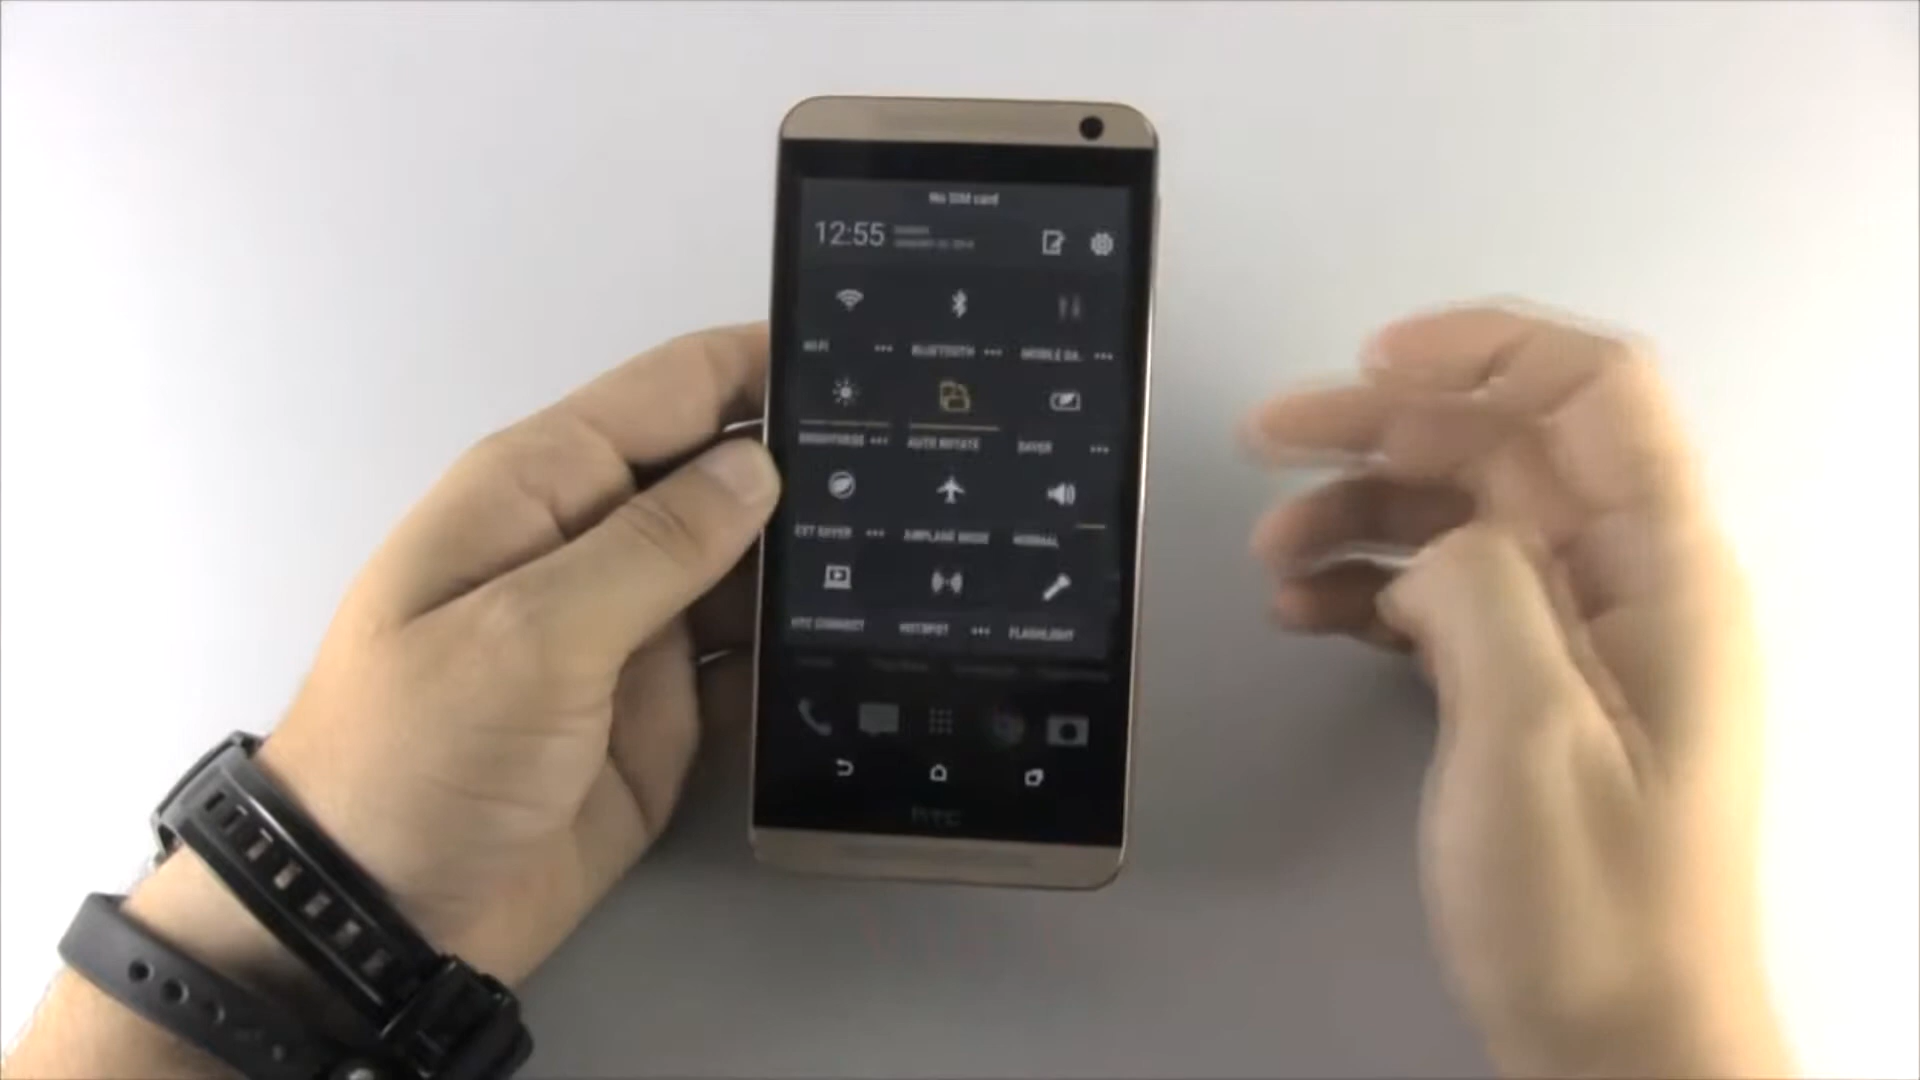 No SIM card
12:55
WI-FI ••• BLUETOOTH ••• MOBILE DA.. •••
BRIGHTNESS ••• AUTO ROTATE SAVER •••
EXT SAVER ••• AIRPLANE MODE NORMAL
HTC CONNECT HOTSPOT ••• FLASHLIGHT
hTC